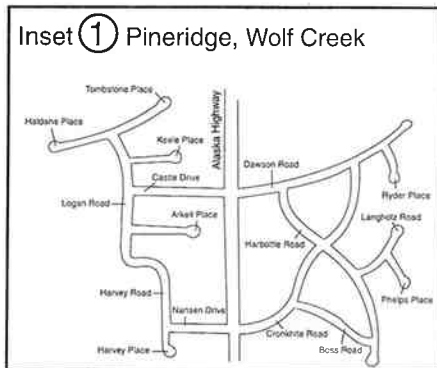 Inset 1 Pineridge, Wolf Creek
Tombstone Place
Haldane Place
Keele Place
Alaska Highway
Castle Drive
Dawson Road
Logan Road
Arkell Place
Ryder Place
Langholz Road
Harbottle Road
Harvey Road
Phelps Place
Nansen Drive
Cronkhite Road
Harvey Place
Boss Road